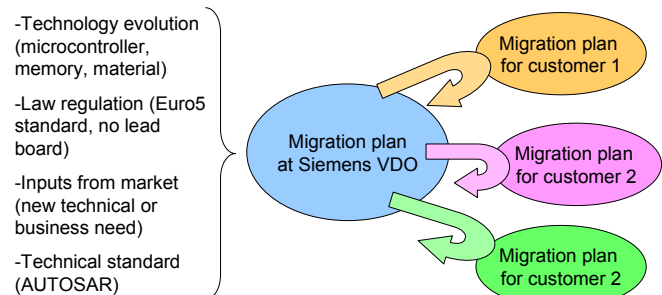 -Technology evolution
(microcontroller,
memory, material)
-Law regulation (Euro5
standard, no lead
board)
-Inputs from market
(new technical or
business need)
-Technical standard
(AUTOSAR)
Migration plan
at Siemens VDO
Migration plan
for customer 1
Migration plan
for customer 2
Migration plan
for customer 2